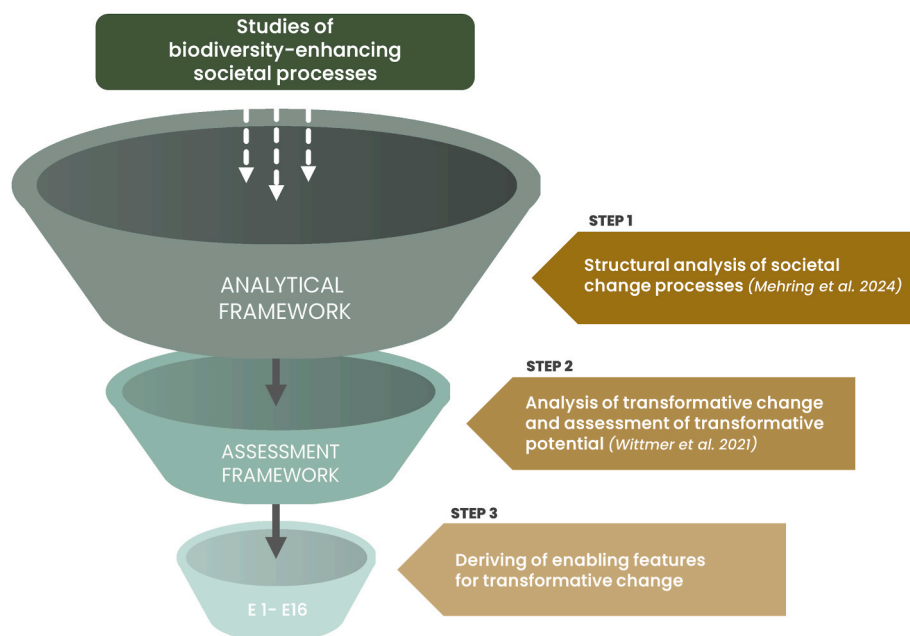 Studies of
biodiversity-enhancing
societal processes
ANALYTICAL
FRAMEWORK
STEP 1
Structural analysis of societal
change processes (Mehring et al. 2024)
STEP 2
Analysis of transformative change
and assessment of transformative
potential (Wittmer et al. 2021)
ASSESSMENT
FRAMEWORK
STEP 3
Deriving of enabling features
for transformative change
E 1- E16